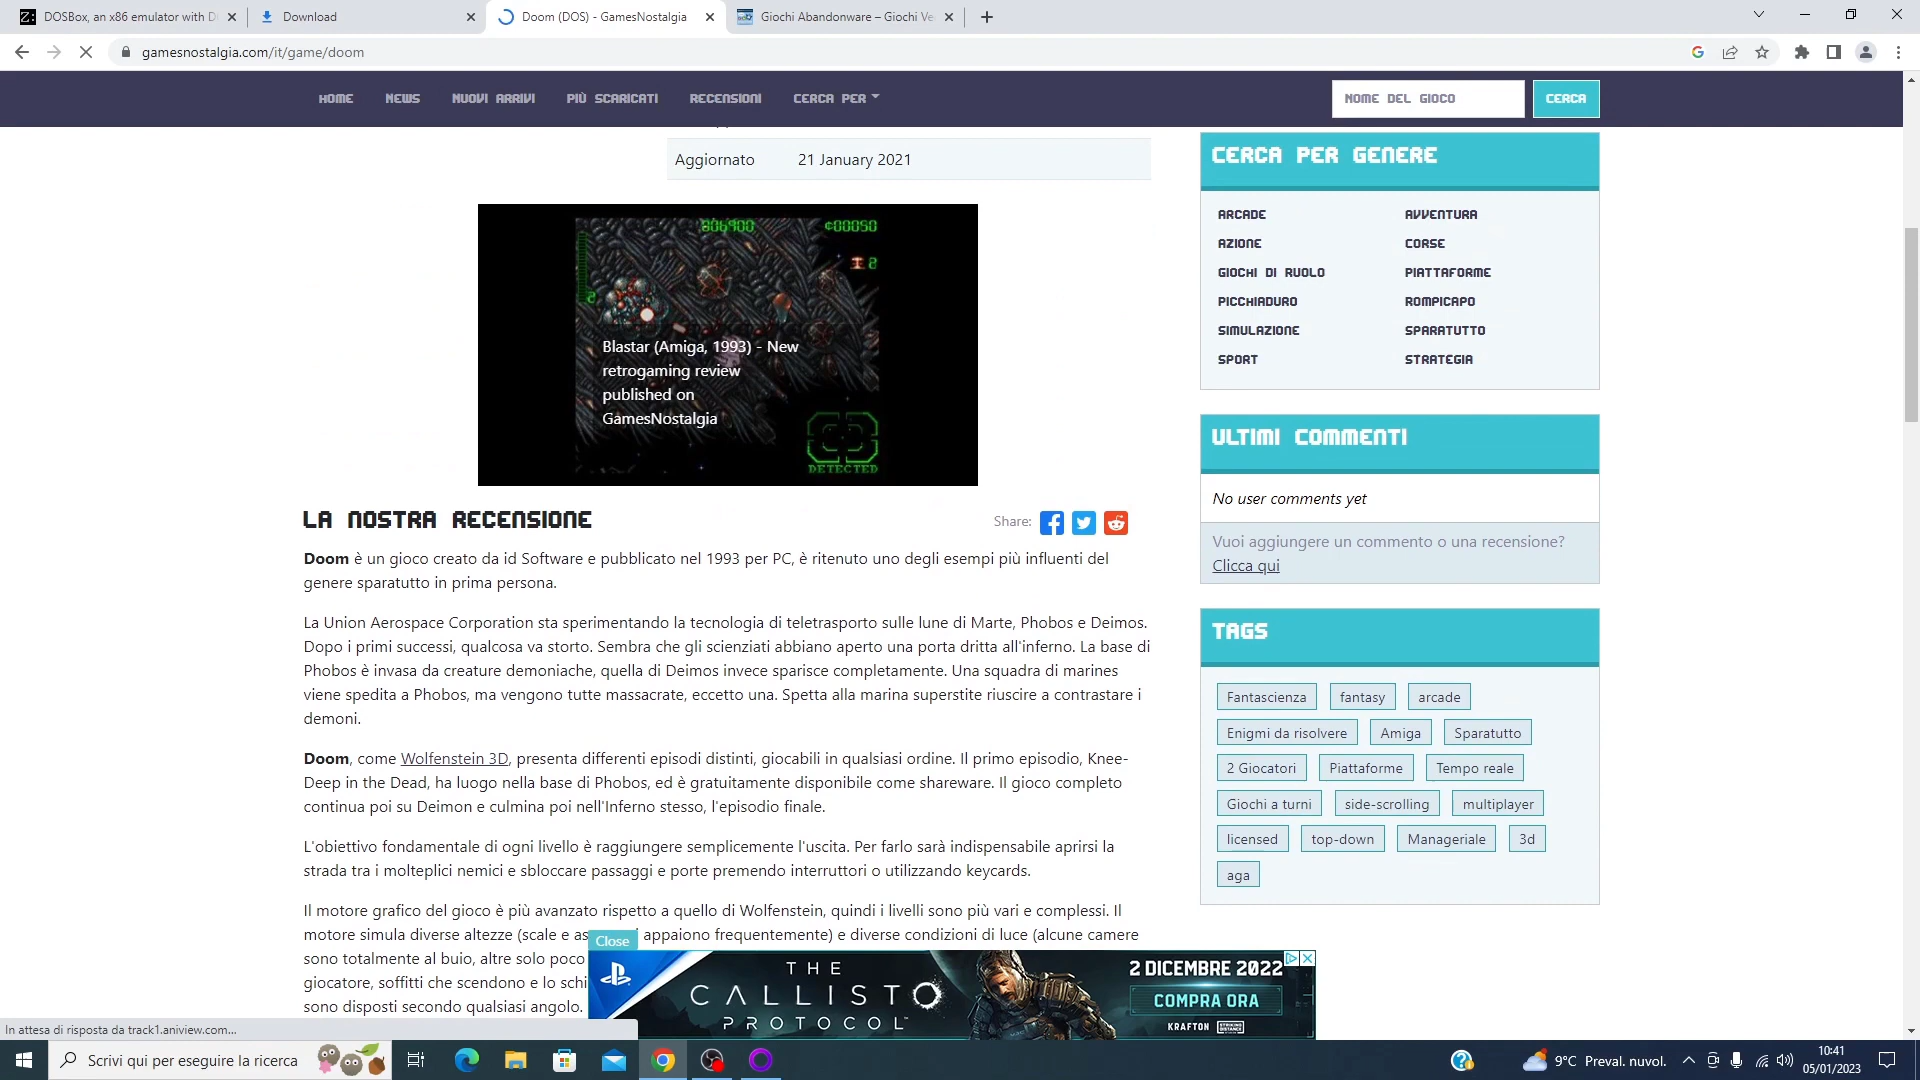 DOSBox, an x86 emulator with D
Download
Doom (DOS) - GamesNostalgia
Giochi Abandonware – Giochi Ve
gamesnostalgia.com/it/game/doom
HOME
NEWS
NUOVI ARRIVI
PIÙ SCARICATI
RECENSIONI
CERCA PER
NOME DEL GIOCO
CERCA
Aggiornato
21 January 2021
006900
¢00050
2
2
Blastar (Amiga, 1993) - New
retrogaming review
published on
GamesNostalgia
DETECTED
LA NOSTRA RECENSIONE
Share:
Doom è un gioco creato da id Software e pubblicato nel 1993 per PC, è ritenuto uno degli esempi più influenti del
genere sparatutto in prima persona.
La Union Aerospace Corporation sta sperimentando la tecnologia di teletrasporto sulle lune di Marte, Phobos e Deimos.
Dopo i primi successi, qualcosa va storto. Sembra che gli scienziati abbiano aperto una porta dritta all'inferno. La base di
Phobos è invasa da creature demoniache, quella di Deimos invece sparisce completamente. Una squadra di marines
viene spedita a Phobos, ma vengono tutte massacrate, eccetto una. Spetta alla marina superstite riuscire a contrastare i
demoni.
Doom, come Wolfenstein 3D, presenta differenti episodi distinti, giocabili in qualsiasi ordine. Il primo episodio, Knee-
Deep in the Dead, ha luogo nella base di Phobos, ed è gratuitamente disponibile come shareware. Il gioco completo
continua poi su Deimon e culmina poi nell'Inferno stesso, l'episodio finale.
L'obiettivo fondamentale di ogni livello è raggiungere semplicemente l'uscita. Per farlo sarà indispensabile aprirsi la
strada tra i molteplici nemici e sbloccare passaggi e porte premendo interruttori o utilizzando keycards.
Il motore grafico del gioco è più avanzato rispetto a quello di Wolfenstein, quindi i livelli sono più vari e complessi. Il
motore simula diverse altezze (scale e as
appaiono frequentemente) e diverse condizioni di luce (alcune camere
sono totalmente al buio, altre solo poco
giocatore, soffitti che scendono e lo schi
sono disposti secondo qualsiasi angolo.
CERCA PER GENERE
ARCADE
AVVENTURA
AZIONE
CORSE
GIOCHI DI RUOLO
PIATTAFORME
PICCHIADURO
ROMPICAPO
SIMULAZIONE
SPARATUTTO
SPORT
STRATEGIA
ULTIMI COMMENTI
No user comments yet
Vuoi aggiungere un commento o una recensione?
Clicca qui
TAGS
Fantascienza
fantasy
arcade
Enigmi da risolvere
Amiga
Sparatutto
2 Giocatori
Piattaforme
Tempo reale
Giochi a turni
side-scrolling
multiplayer
licensed
top-down
Manageriale
3d
aga
Close
THE
CALLISTO
PROTOCOL
2 DICEMBRE 2022
COMPRA ORA
KRAFTON
In attesa di risposta da track1.aniview.com...
Scrivi qui per eseguire la ricerca
9°C Preval. nuvol.
10:41
05/01/2023